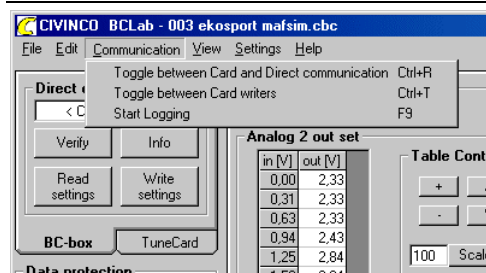 CIVINCO BCLab - 003 ekosport mafsim.cbc
File Edit Communication View Settings Help
Toggle between Card and Direct communication Ctrl+R
Toggle between Card writers Ctrl+T
Start Logging F9
Direct
< C
Verify Info
Read settings Write settings
BC-box TuneCard
Data protection
Analog 2 out set
in [V] out [V]
0,00 2,33
0,31 2,33
0,63 2,33
0,94 2,43
1,25 2,84
Table Cont
+
-
100 Scale